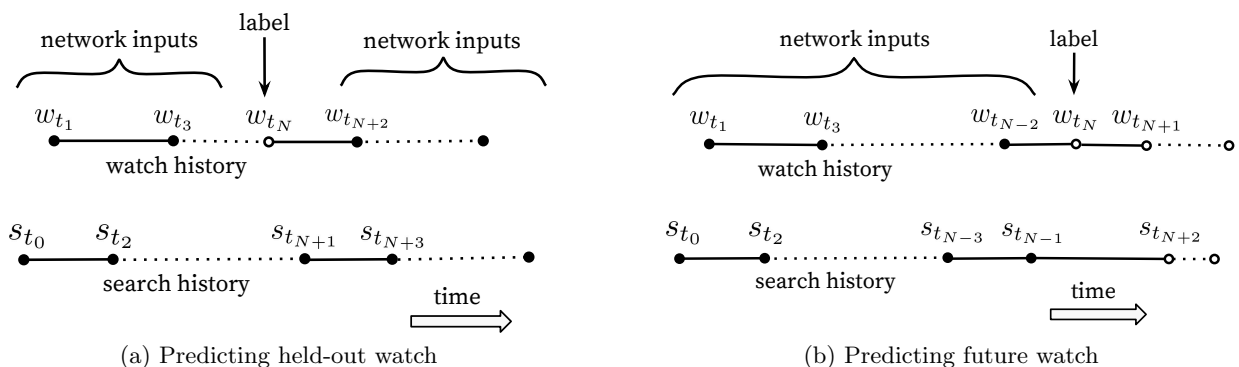 label
network inputs network inputs
w_{t_1} w_{t_3} w_{t_N} w_{t_{N+2}}
watch history
s_{t_0} s_{t_2} s_{t_{N+1}} s_{t_{N+3}}
search history
time
(a) Predicting held-out watch
network inputs label
w_{t_1} w_{t_3} w_{t_{N-2}} w_{t_N} w_{t_{N+1}}
watch history
s_{t_0} s_{t_2} s_{t_{N-3}} s_{t_{N-1}} s_{t_{N+2}}
search history
time
(b) Predicting future watch